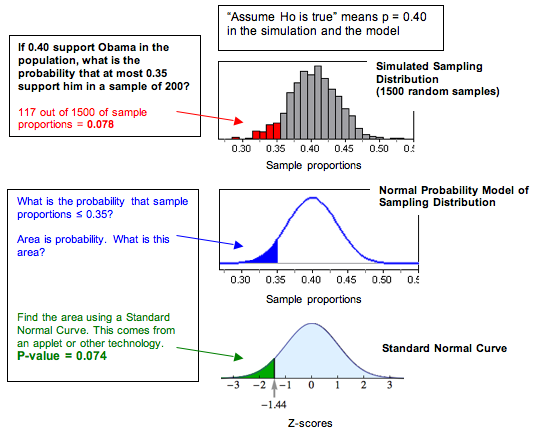 "Assume Ho is true" means p = 0.40
in the simulation and the model
If 0.40 support Obama in the
population, what is the
probability that at most 0.35
support him in a sample of 200?
117 out of 1500 of sample
proportions = 0.078
Simulated Sampling
Distribution
(1500 random samples)
0.30 0.35 0.40 0.45 0.50 0.5
Sample proportions
What is the probability that sample
proportions ≤ 0.35?
Area is probability. What is this
area?
Normal Probability Model of
Sampling Distribution
0.30 0.35 0.40 0.45 0.50 0.5
Sample proportions
Find the area using a Standard
Normal Curve. This comes from
an applet or other technology.
P-value = 0.074
Standard Normal Curve
−3 −2 −1 0 1 2 3
−1.44
Z-scores